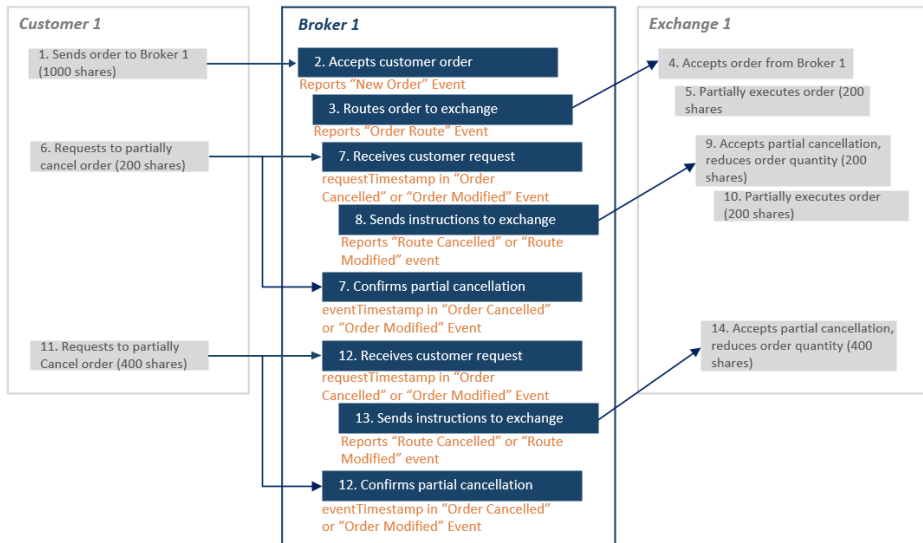 Customer 1
1. Sends order to Broker 1
(1000 shares)
6. Requests to partially
cancel order (200 shares)
11. Requests to partially
Cancel order (400 shares)
Broker 1
2. Accepts customer order
Reports “New Order” Event
3. Routes order to exchange
Reports “Order Route” Event
7. Receives customer request
requestTimestamp in “Order
Cancelled” or “Order Modified” Event
8. Sends instructions to exchange
Reports “Route Cancelled” or “Route
Modified” event
7. Confirms partial cancellation
eventTimestamp in “Order Cancelled”
or “Order Modified” Event
12. Receives customer request
requestTimestamp in “Order
Cancelled” or “Order Modified” Event
13. Sends instructions to exchange
Reports “Route Cancelled” or “Route
Modified” event
12. Confirms partial cancellation
eventTimestamp in “Order Cancelled”
or “Order Modified” Event
Exchange 1
4. Accepts order from Broker 1
5. Partially executes order (200
shares
9. Accepts partial cancellation,
reduces order quantity (200
shares)
10. Partially executes order
(200 shares)
14. Accepts partial cancellation,
reduces order quantity (400
shares)